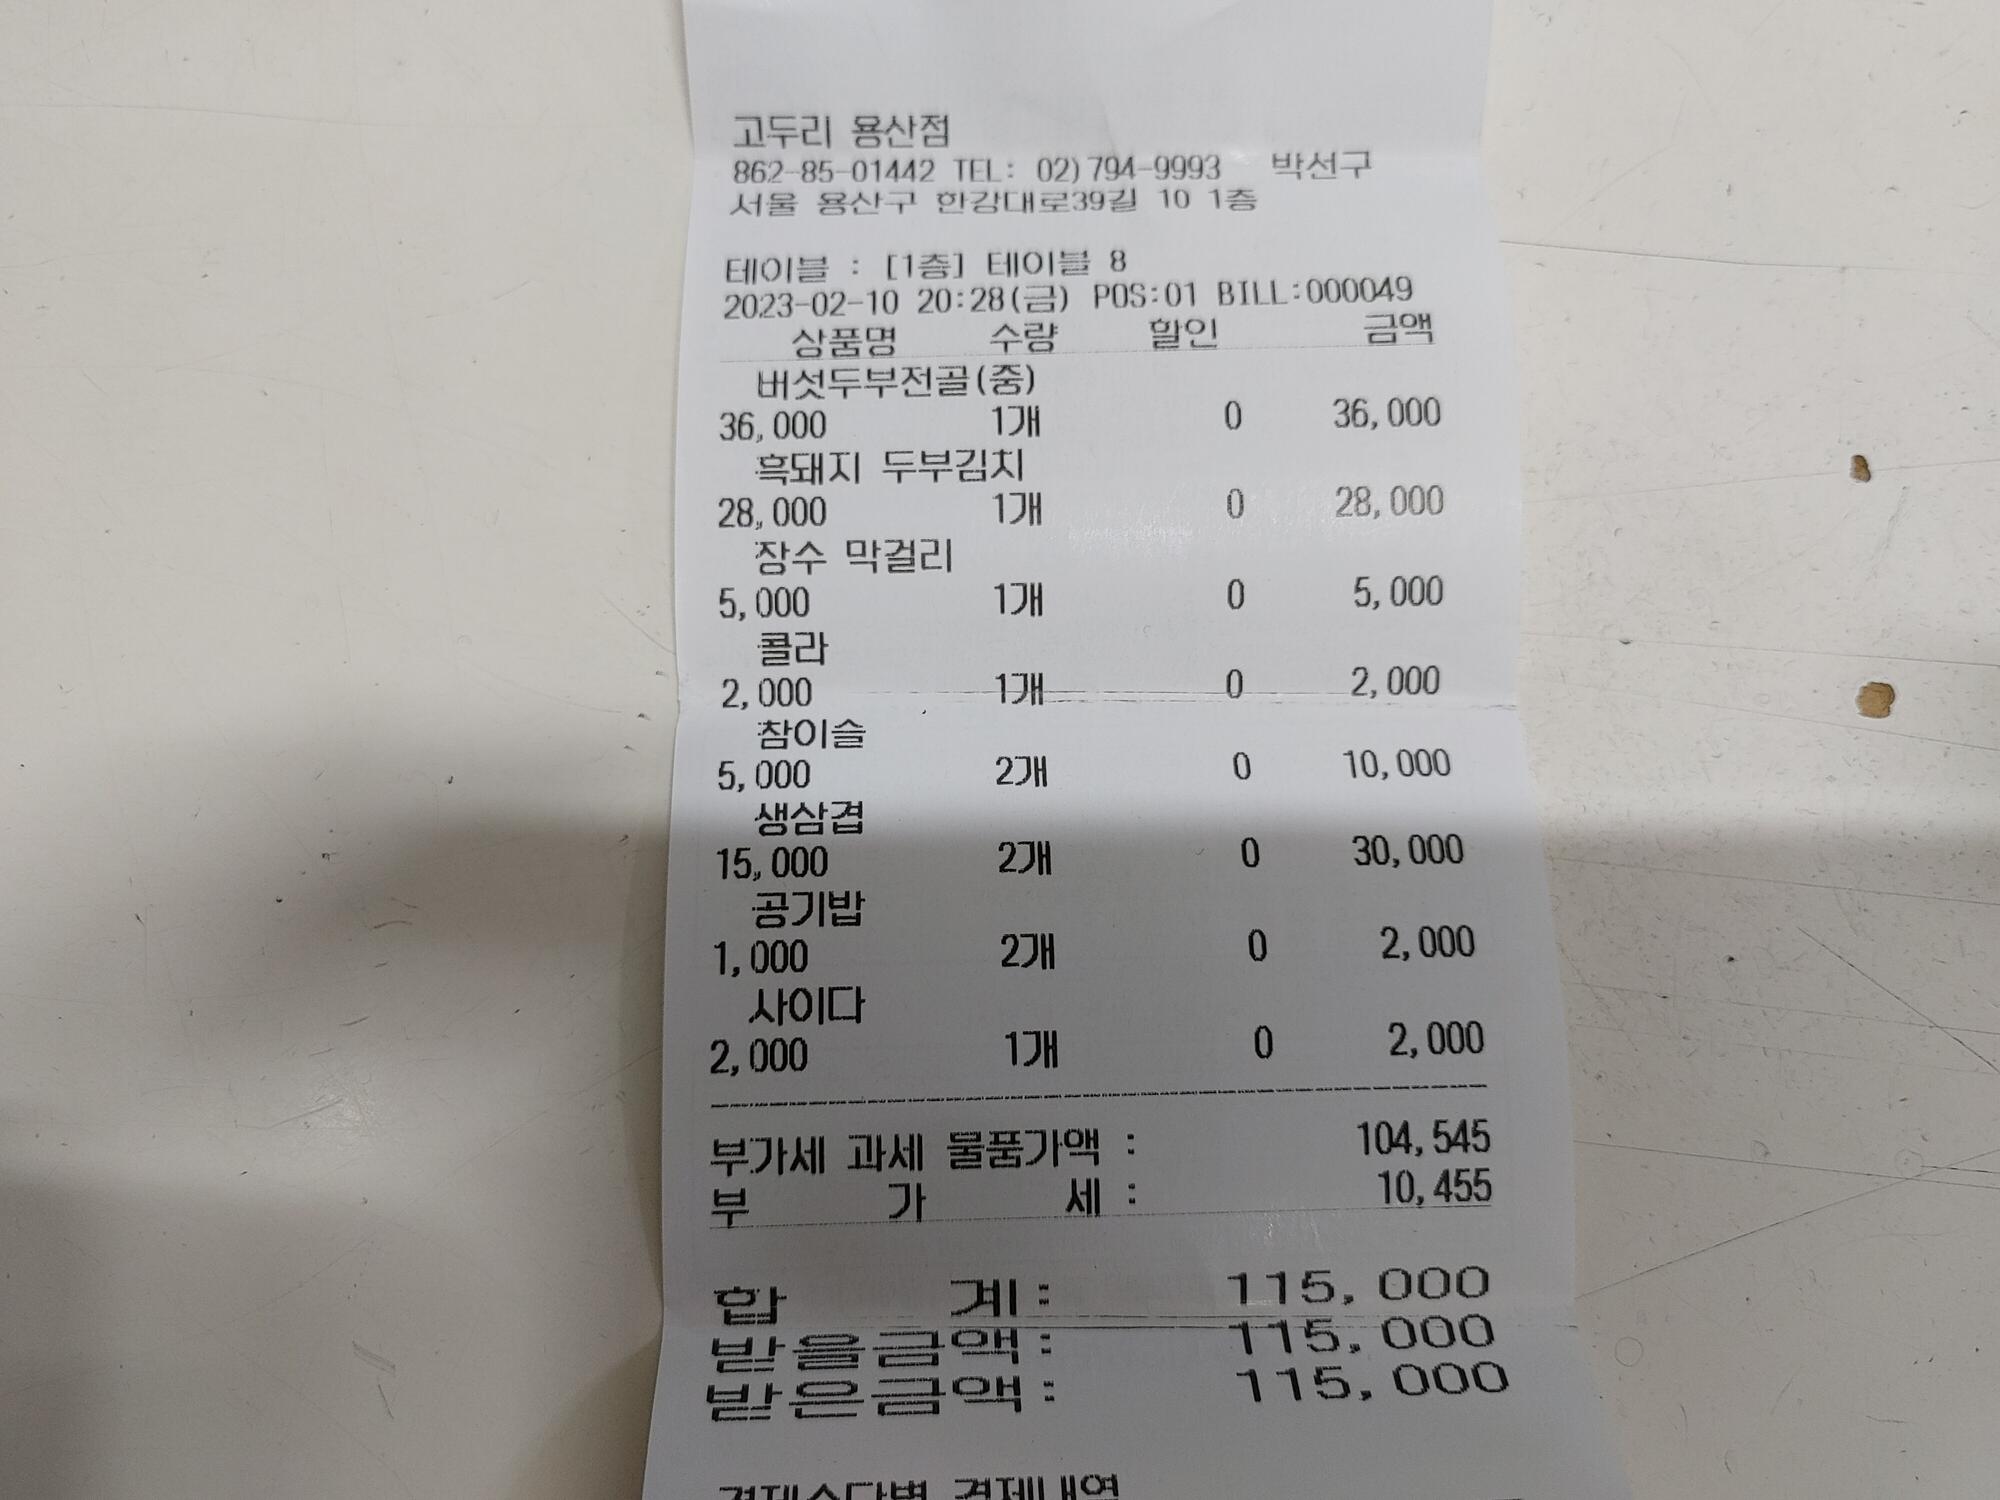 고두리 용산점
862-85-01442 TEL: 02)794-9993 박선구
서울 용산구 한강대로39길 10 1층
테이블 : [1층] 테이블 8
2023-02-10 20:28(금) POS:01 BILL:000049
상품명 수량 할인 금액
버섯두부전골(중)
36,000 1개 0 36,000
흑돼지 두부김치
28,000 1개 0 28,000
장수 막걸리
5,000 1개 0 5,000
콜라
2,000 1개 0 2,000
참이슬
5,000 2개 0 10,000
생삼겹
15,000 2개 0 30,000
공기밥
1,000 2개 0 2,000
사이다
2,000 1개 0 2,000
부가세 과세 물품가액 : 104,545
부 가 세 : 10,455
합 계: 115,000
받을금액: 115,000
받은금액: 115,000
결제수단별 결제내역